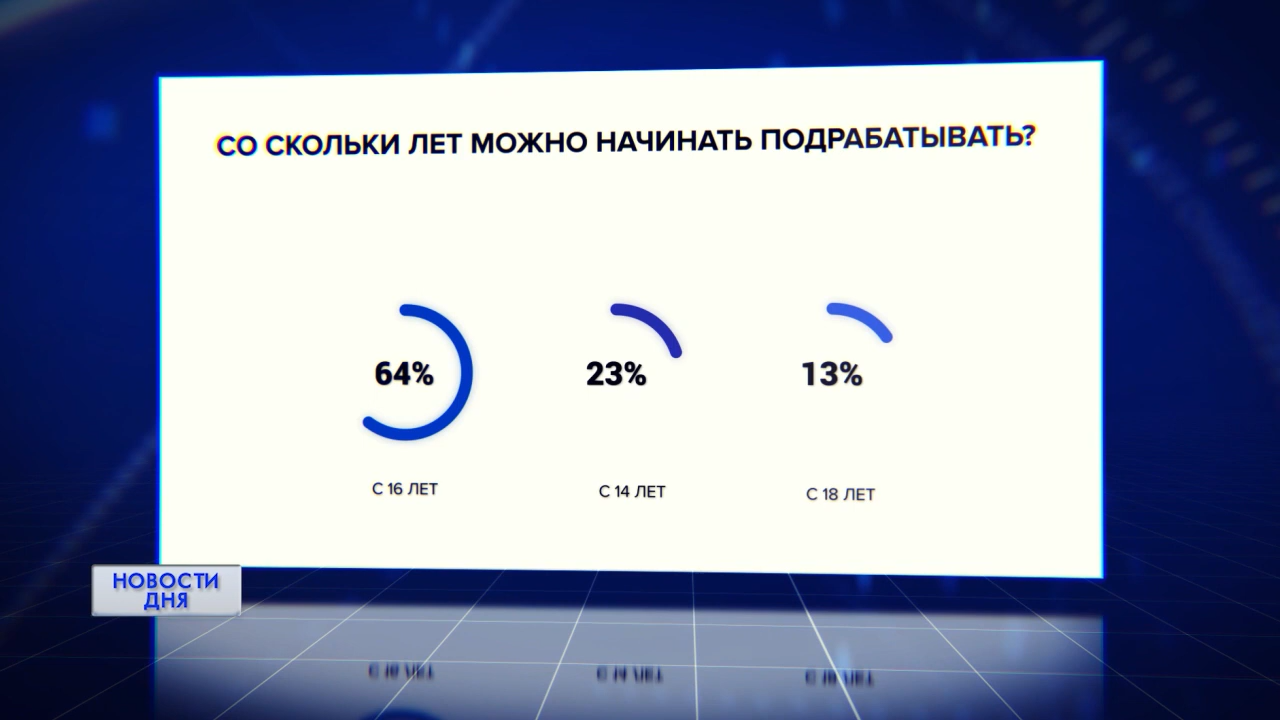 СО СКОЛЬКИ ЛЕТ МОЖНО НАЧИНАТЬ ПОДРАБАТЫВАТЬ?
64%
23%
13%
С 16 ЛЕТ
С 14 ЛЕТ
С 18 ЛЕТ
НОВОСТИ
ДНЯ